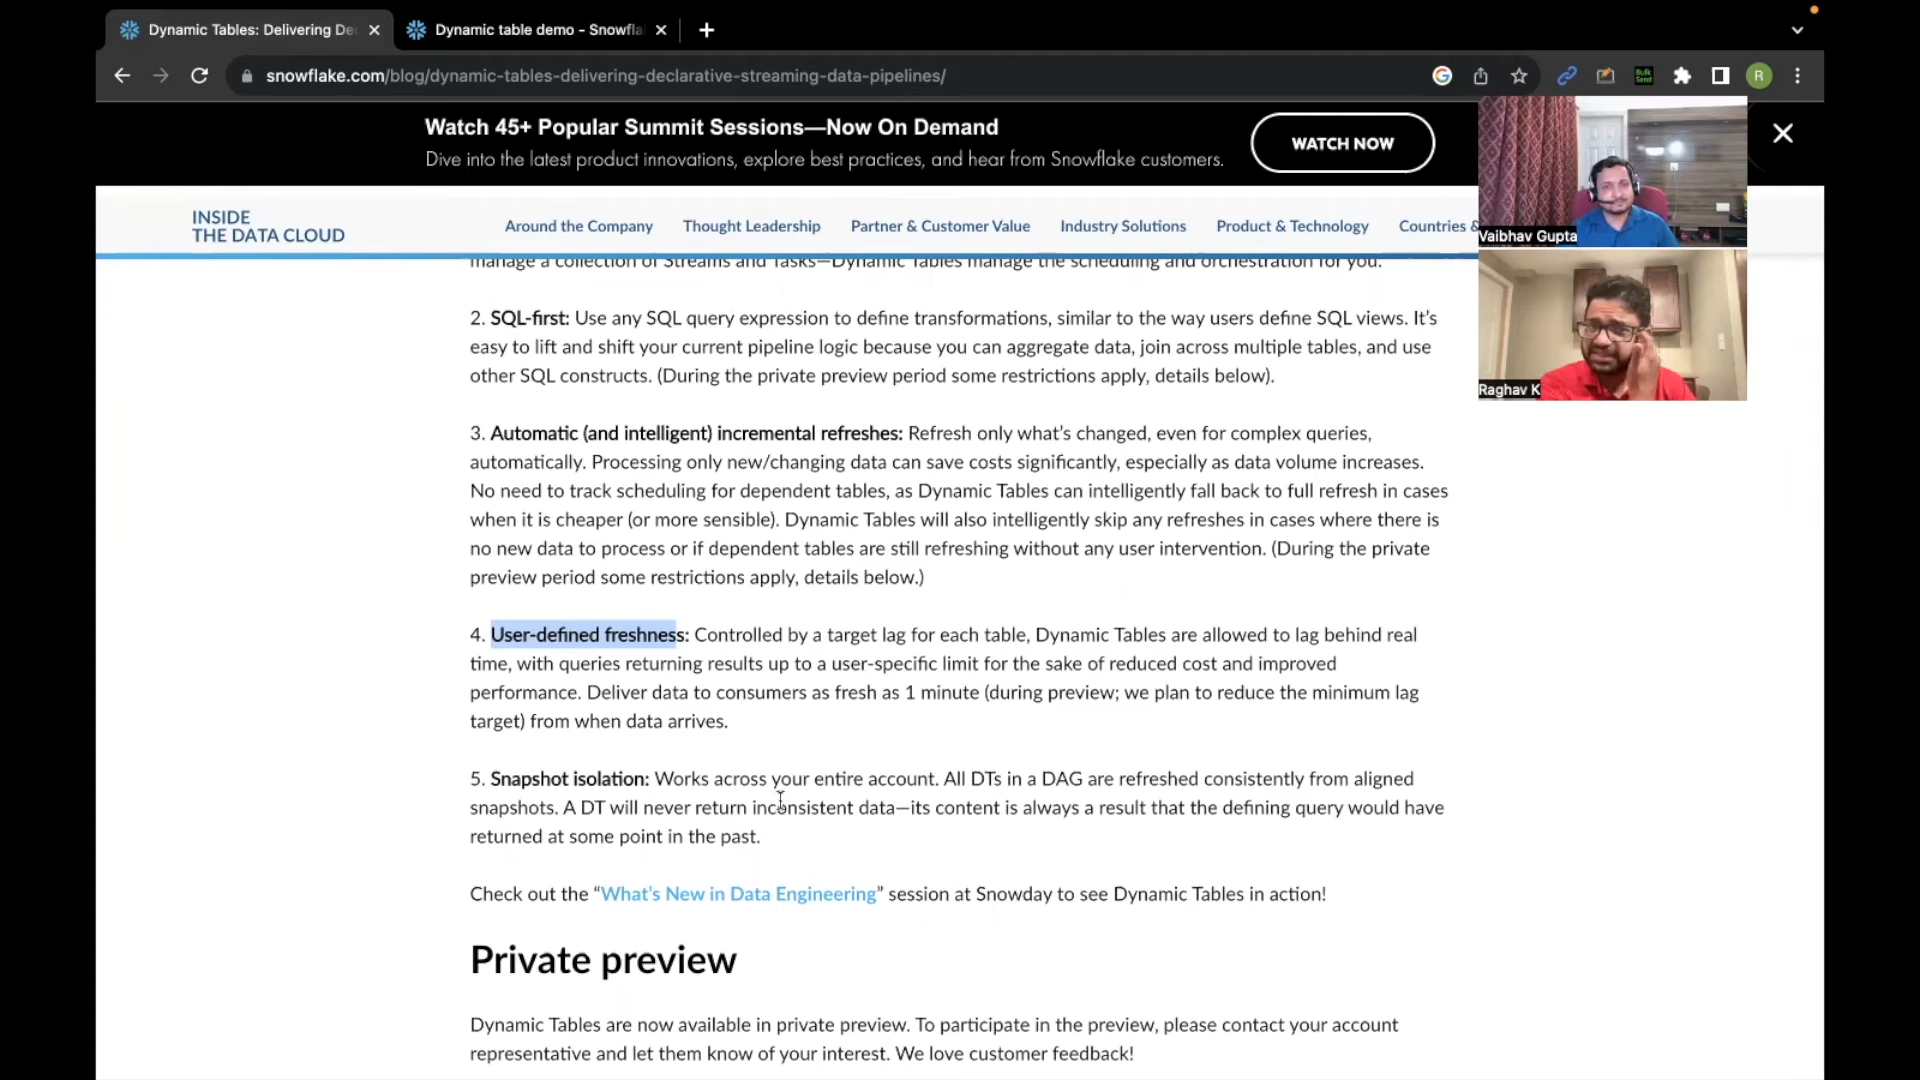 Dynamic Tables: Delivering De
Dynamic table demo - Snowfla
snowflake.com/blog/dynamic-tables-delivering-declarative-streaming-data-pipelines/
Bulk
Send
R
Watch 45+ Popular Summit Sessions—Now On Demand
Dive into the latest product innovations, explore best practices, and hear from Snowflake customers.
WATCH NOW
INSIDE
THE DATA CLOUD
Around the Company Thought Leadership Partner & Customer Value Industry Solutions Product & Technology Countries &
Vaibhav Gupta
Raghav K
manage a collection of Streams and Tasks—Dynamic Tables manage the scheduling and orchestration for you.
2. SQL-first: Use any SQL query expression to define transformations, similar to the way users define SQL views. It’s
easy to lift and shift your current pipeline logic because you can aggregate data, join across multiple tables, and use
other SQL constructs. (During the private preview period some restrictions apply, details below).
3. Automatic (and intelligent) incremental refreshes: Refresh only what’s changed, even for complex queries,
automatically. Processing only new/changing data can save costs significantly, especially as data volume increases.
No need to track scheduling for dependent tables, as Dynamic Tables can intelligently fall back to full refresh in cases
when it is cheaper (or more sensible). Dynamic Tables will also intelligently skip any refreshes in cases where there is
no new data to process or if dependent tables are still refreshing without any user intervention. (During the private
preview period some restrictions apply, details below.)
4. User-defined freshness: Controlled by a target lag for each table, Dynamic Tables are allowed to lag behind real
time, with queries returning results up to a user-specific limit for the sake of reduced cost and improved
performance. Deliver data to consumers as fresh as 1 minute (during preview; we plan to reduce the minimum lag
target) from when data arrives.
5. Snapshot isolation: Works across your entire account. All DTs in a DAG are refreshed consistently from aligned
snapshots. A DT will never return inconsistent data—its content is always a result that the defining query would have
returned at some point in the past.
Check out the “What’s New in Data Engineering” session at Snowday to see Dynamic Tables in action!
Private preview
Dynamic Tables are now available in private preview. To participate in the preview, please contact your account
representative and let them know of your interest. We love customer feedback!